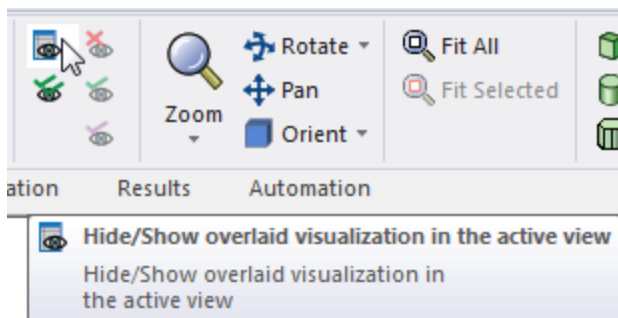 Rotate
Fit All
Pan
Fit Selected
Zoom
Orient
ation
Results
Automation
Hide/Show overlaid visualization in the active view
Hide/Show overlaid visualization in
the active view